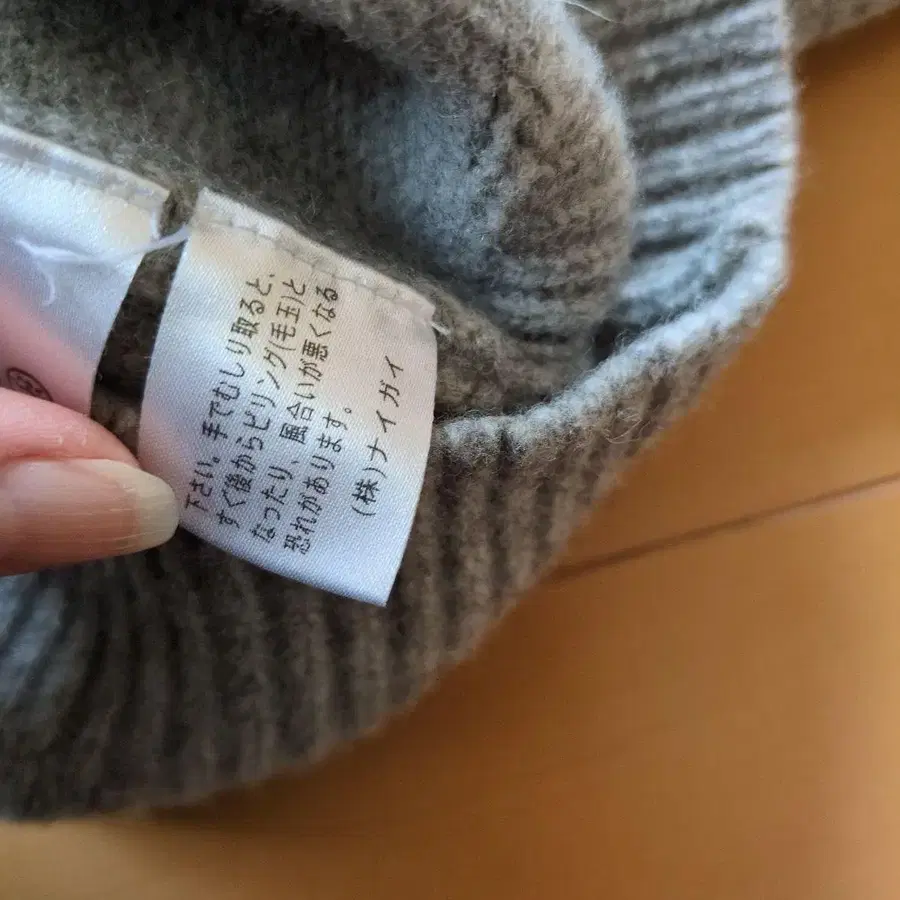 下さい。手でむしり取ると、
すぐ後からピリング(毛玉)と
なったり、風合いが悪くなる
恐れがあります。
(株)ナイガイ